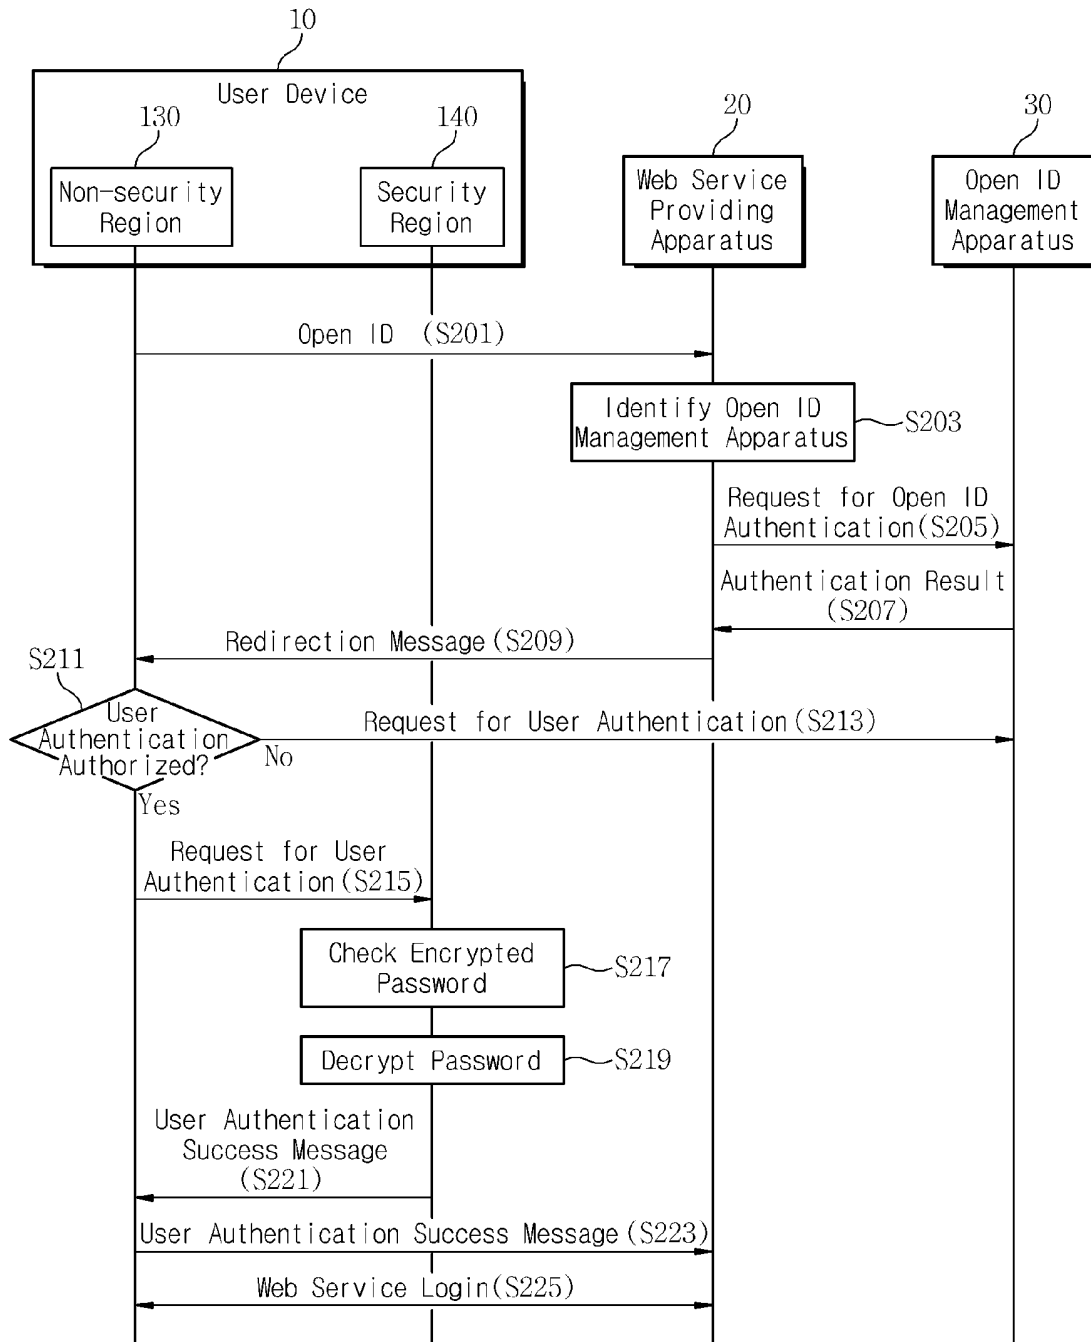 10
User Device
130
140
20
30
Non-security
Region
Security
Region
Web Service
Providing
Apparatus
Open ID
Management
Apparatus
Open ID (S201)
Identify Open ID
Management Apparatus
S203
Request for Open ID
Authentication(S205)
Authentication Result
(S207)
Redirection Message(S209)
S211
User
Authentication
Authorized?
Request for User Authentication(S213)
No
Yes
Request for User
Authentication(S215)
Check Encrypted
Password
S217
Decrypt Password
S219
User Authentication
Success Message
(S221)
User Authentication Success Message(S223)
Web Service Login(S225)